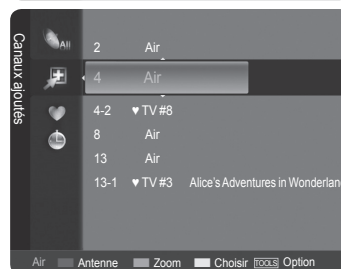 Canaux ajoutés
All
2 Air
4 Air
4-2 ♥ TV #8
8 Air
13 Air
13-1 ♥ TV #3 Alice's Adventures in Wonderlan
Air Antenne Zoom Choisir TOOLS Option